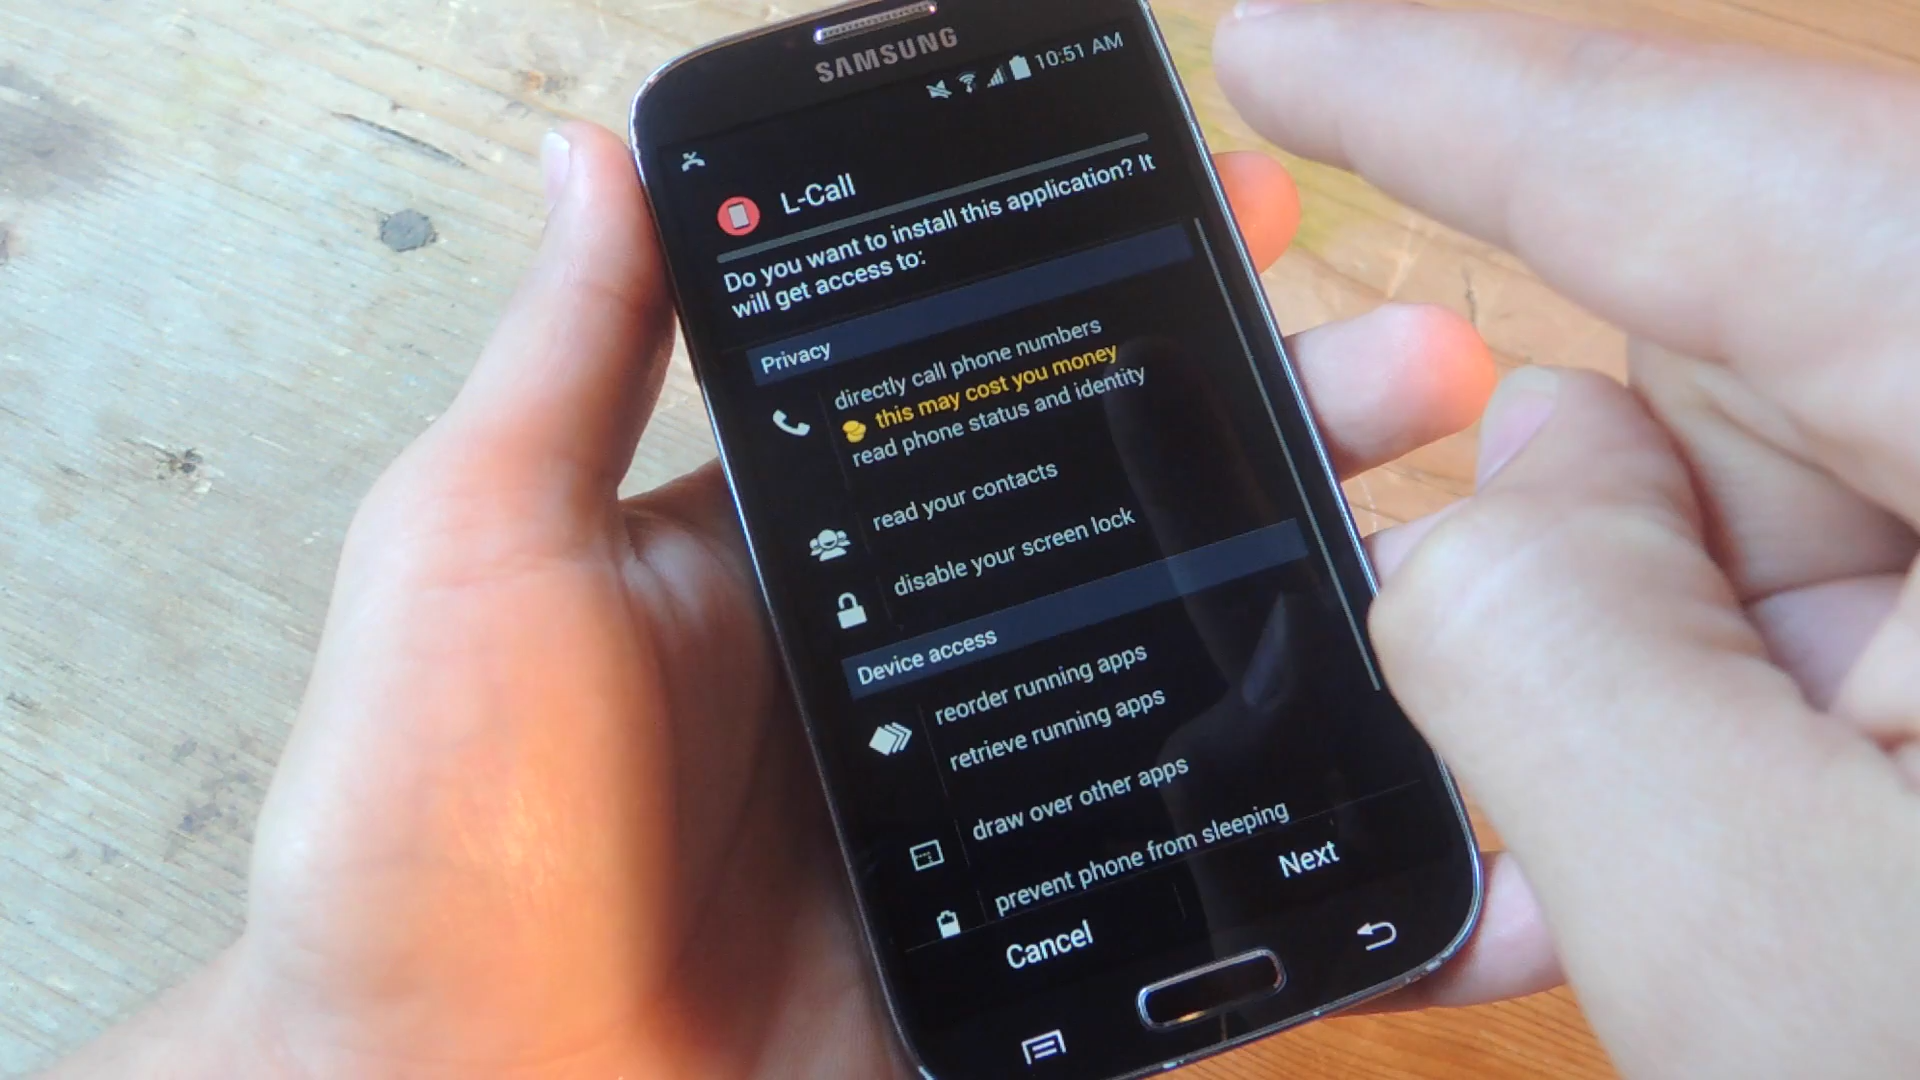 SAMSUNG
10:51 AM
L-Call
Do you want to install this application? It
will get access to:
Privacy
directly call phone numbers
this may cost you money
read phone status and identity
read your contacts
disable your screen lock
Device access
reorder running apps
retrieve running apps
draw over other apps
prevent phone from sleeping
Cancel
Next